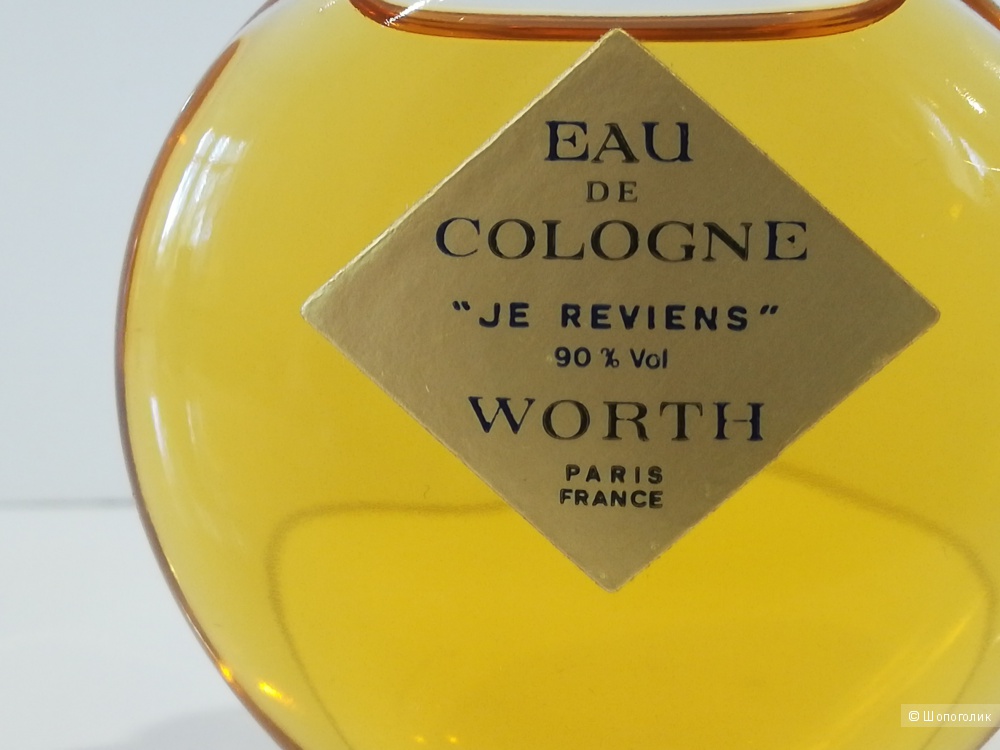 EAU
DE
COLOGNE
"JE REVIENS"
90 % Vol
WORTH
PARIS
FRANCE
© Шопоголик